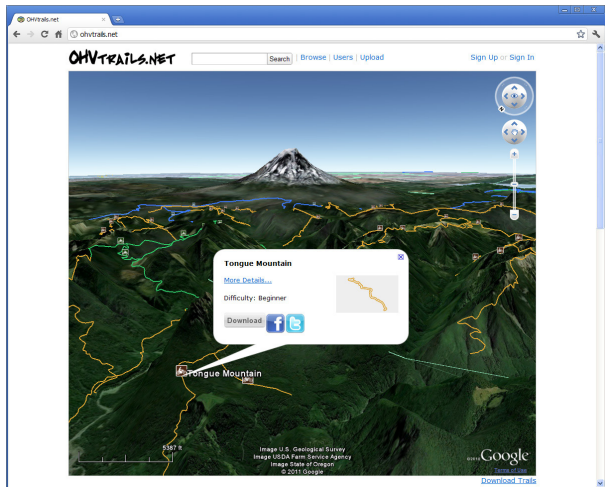 OHVtrails.net
ohvtrails.net
OHVTRAILS.NET
Search | Browse | Users | Upload
Sign Up or Sign In
Tongue Mountain
More Details...
Difficulty: Beginner
Download
Tongue Mountain
5387 ft
Image U.S. Geological Survey
Image USDA Farm Service Agency
Image State of Oregon
© 2011 Google
©2010 Google
Terms of Use
Download Trails